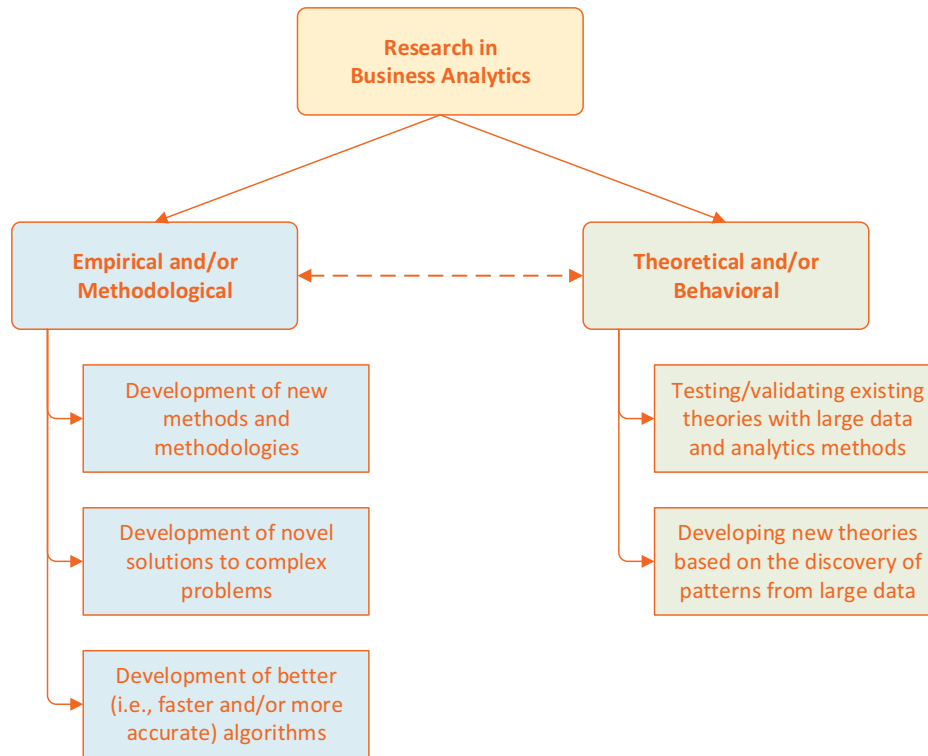 Research in
Business Analytics
Empirical and/or
Methodological
Theoretical and/or
Behavioral
Development of new
methods and
methodologies
Testing/validating existing
theories with large data
and analytics methods
Development of novel
solutions to complex
problems
Developing new theories
based on the discovery of
patterns from large data
Development of better
(i.e., faster and/or more
accurate) algorithms